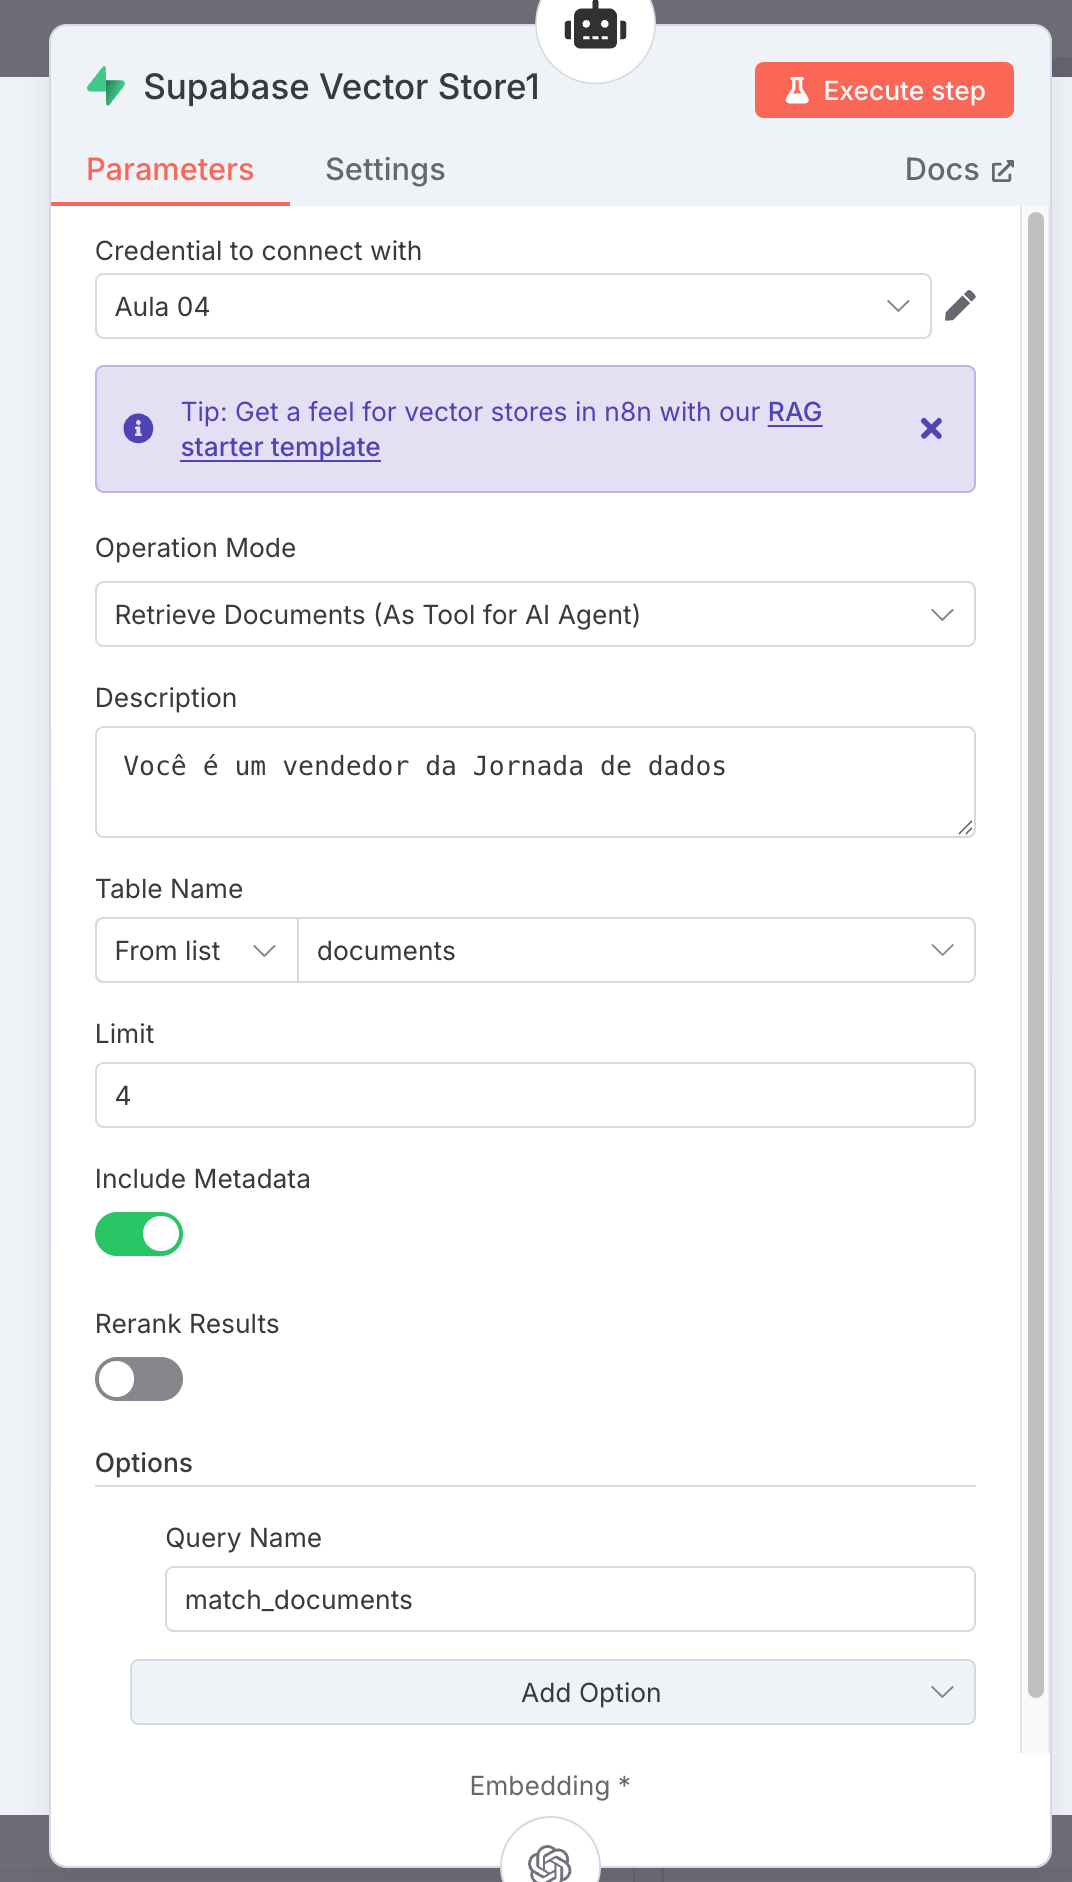 Supabase Vector Store1
Execute step
Parameters
Settings
Docs
Credential to connect with
Aula 04
Tip: Get a feel for vector stores in n8n with our RAG
starter template
Operation Mode
Retrieve Documents (As Tool for AI Agent)
Description
Você é um vendedor da Jornada de dados
Table Name
From list
documents
Limit
4
Include Metadata
Rerank Results
Options
Query Name
match_documents
Add Option
Embedding *